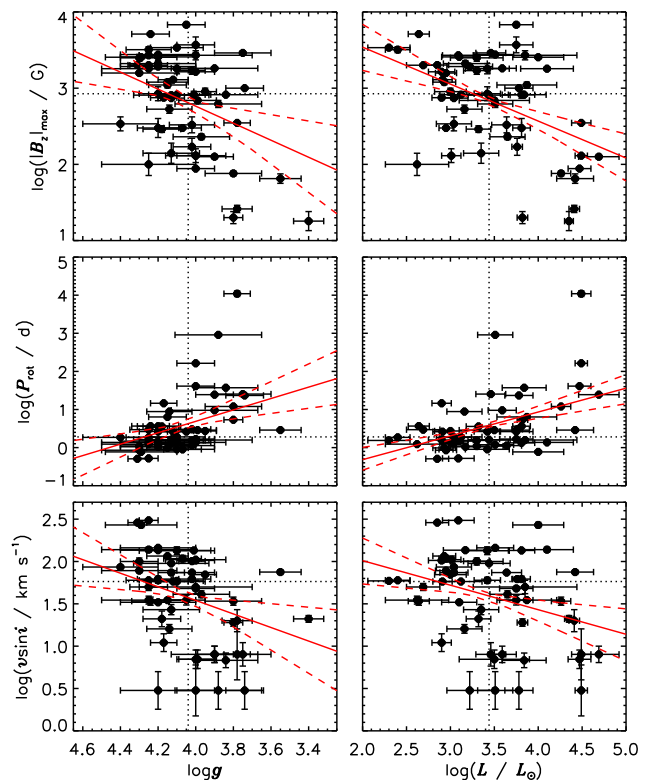 4
3
2
1
log(|B_z|_max / G)
5
4
3
2
1
0
−1
log(P_rot / d)
2.5
2.0
1.5
1.0
0.5
0.0
log(vsini / km s⁻¹)
4.6 4.4 4.2 4.0 3.8 3.6 3.4
2.0 2.5 3.0 3.5 4.0 4.5 5.0
logg
log(L / L⊙)